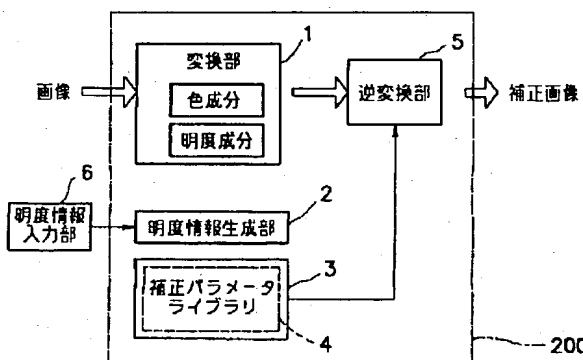 1
変換部
色成分
明度成分
画像
5
逆変換部
補正画像
6
明度情報
入力部
2
明度情報生成部
3
補正パラメータ
ライブラリ
4
200